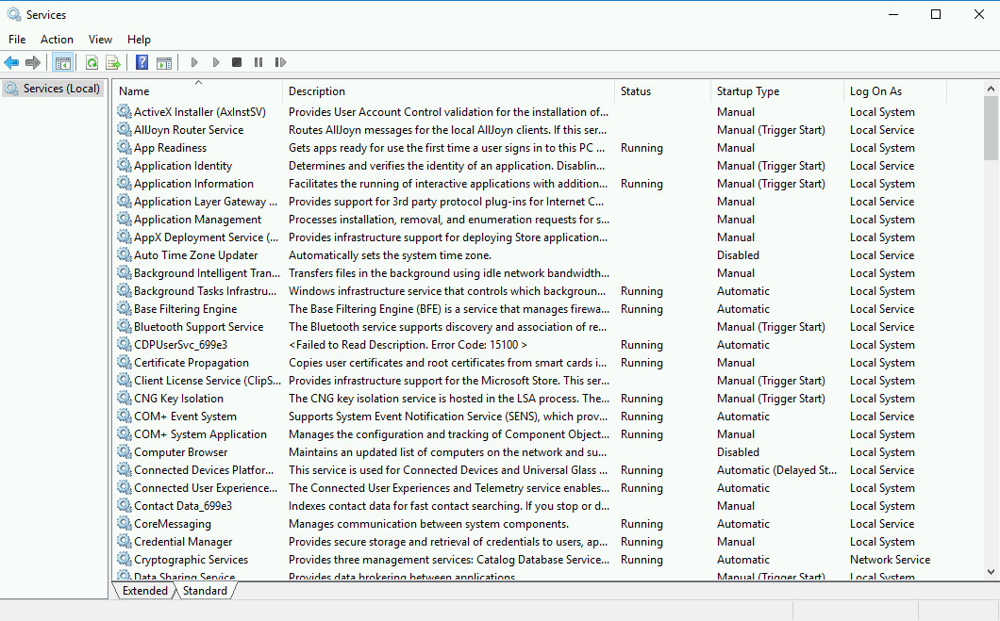 Services
File Action View Help
Services (Local)
Name Description Status Startup Type Log On As
ActiveX Installer (AxInstSV) Provides User Account Control validation for the installation of... Manual Local System
AllJoyn Router Service Routes AllJoyn messages for the local AllJoyn clients. If this ser... Manual (Trigger Start) Local Service
App Readiness Gets apps ready for use the first time a user signs in to this PC ... Running Manual Local System
Application Identity Determines and verifies the identity of an application. Disablin... Manual (Trigger Start) Local Service
Application Information Facilitates the running of interactive applications with addition... Running Manual (Trigger Start) Local System
Application Layer Gateway ... Provides support for 3rd party protocol plug-ins for Internet C... Manual Local Service
Application Management Processes installation, removal, and enumeration requests for s... Manual Local System
AppX Deployment Service (... Provides infrastructure support for deploying Store application... Manual Local System
Auto Time Zone Updater Automatically sets the system time zone. Disabled Local Service
Background Intelligent Tran... Transfers files in the background using idle network bandwidth... Manual Local System
Background Tasks Infrastru... Windows infrastructure service that controls which backgroun... Running Automatic Local System
Base Filtering Engine The Base Filtering Engine (BFE) is a service that manages firewa... Running Automatic Local Service
Bluetooth Support Service The Bluetooth service supports discovery and association of re... Manual (Trigger Start) Local Service
CDPUserSvc_699e3 <Failed to Read Description. Error Code: 15100 > Running Automatic Local System
Certificate Propagation Copies user certificates and root certificates from smart cards i... Running Manual Local System
Client License Service (ClipS... Provides infrastructure support for the Microsoft Store. This ser... Manual (Trigger Start) Local System
CNG Key Isolation The CNG key isolation service is hosted in the LSA process. The... Running Manual (Trigger Start) Local System
COM+ Event System Supports System Event Notification Service (SENS), which prov... Running Automatic Local Service
COM+ System Application Manages the configuration and tracking of Component Object... Running Manual Local System
Computer Browser Maintains an updated list of computers on the network and su... Disabled Local System
Connected Devices Platfor... This service is used for Connected Devices and Universal Glass ... Running Automatic (Delayed St... Local Service
Connected User Experience... The Connected User Experiences and Telemetry service enables... Running Automatic Local System
Contact Data_699e3 Indexes contact data for fast contact searching. If you stop or d... Manual Local System
CoreMessaging Manages communication between system components. Running Automatic Local Service
Credential Manager Provides secure storage and retrieval of credentials to users, ap... Running Manual Local System
Cryptographic Services Provides three management services: Catalog Database Service... Running Automatic Network Service
Data Sharing Service Provides data brokering between applications. Manual (Trigger Start) Local System
Extended Standard